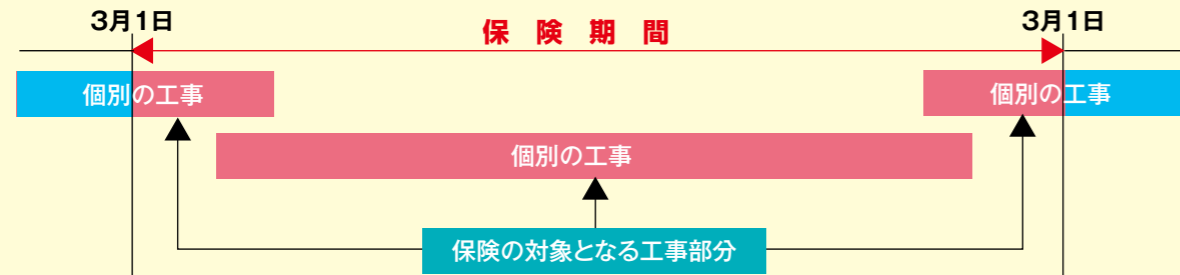 3月1日
保険期間
3月1日
個別の工事
個別の工事
個別の工事
保険の対象となる工事部分